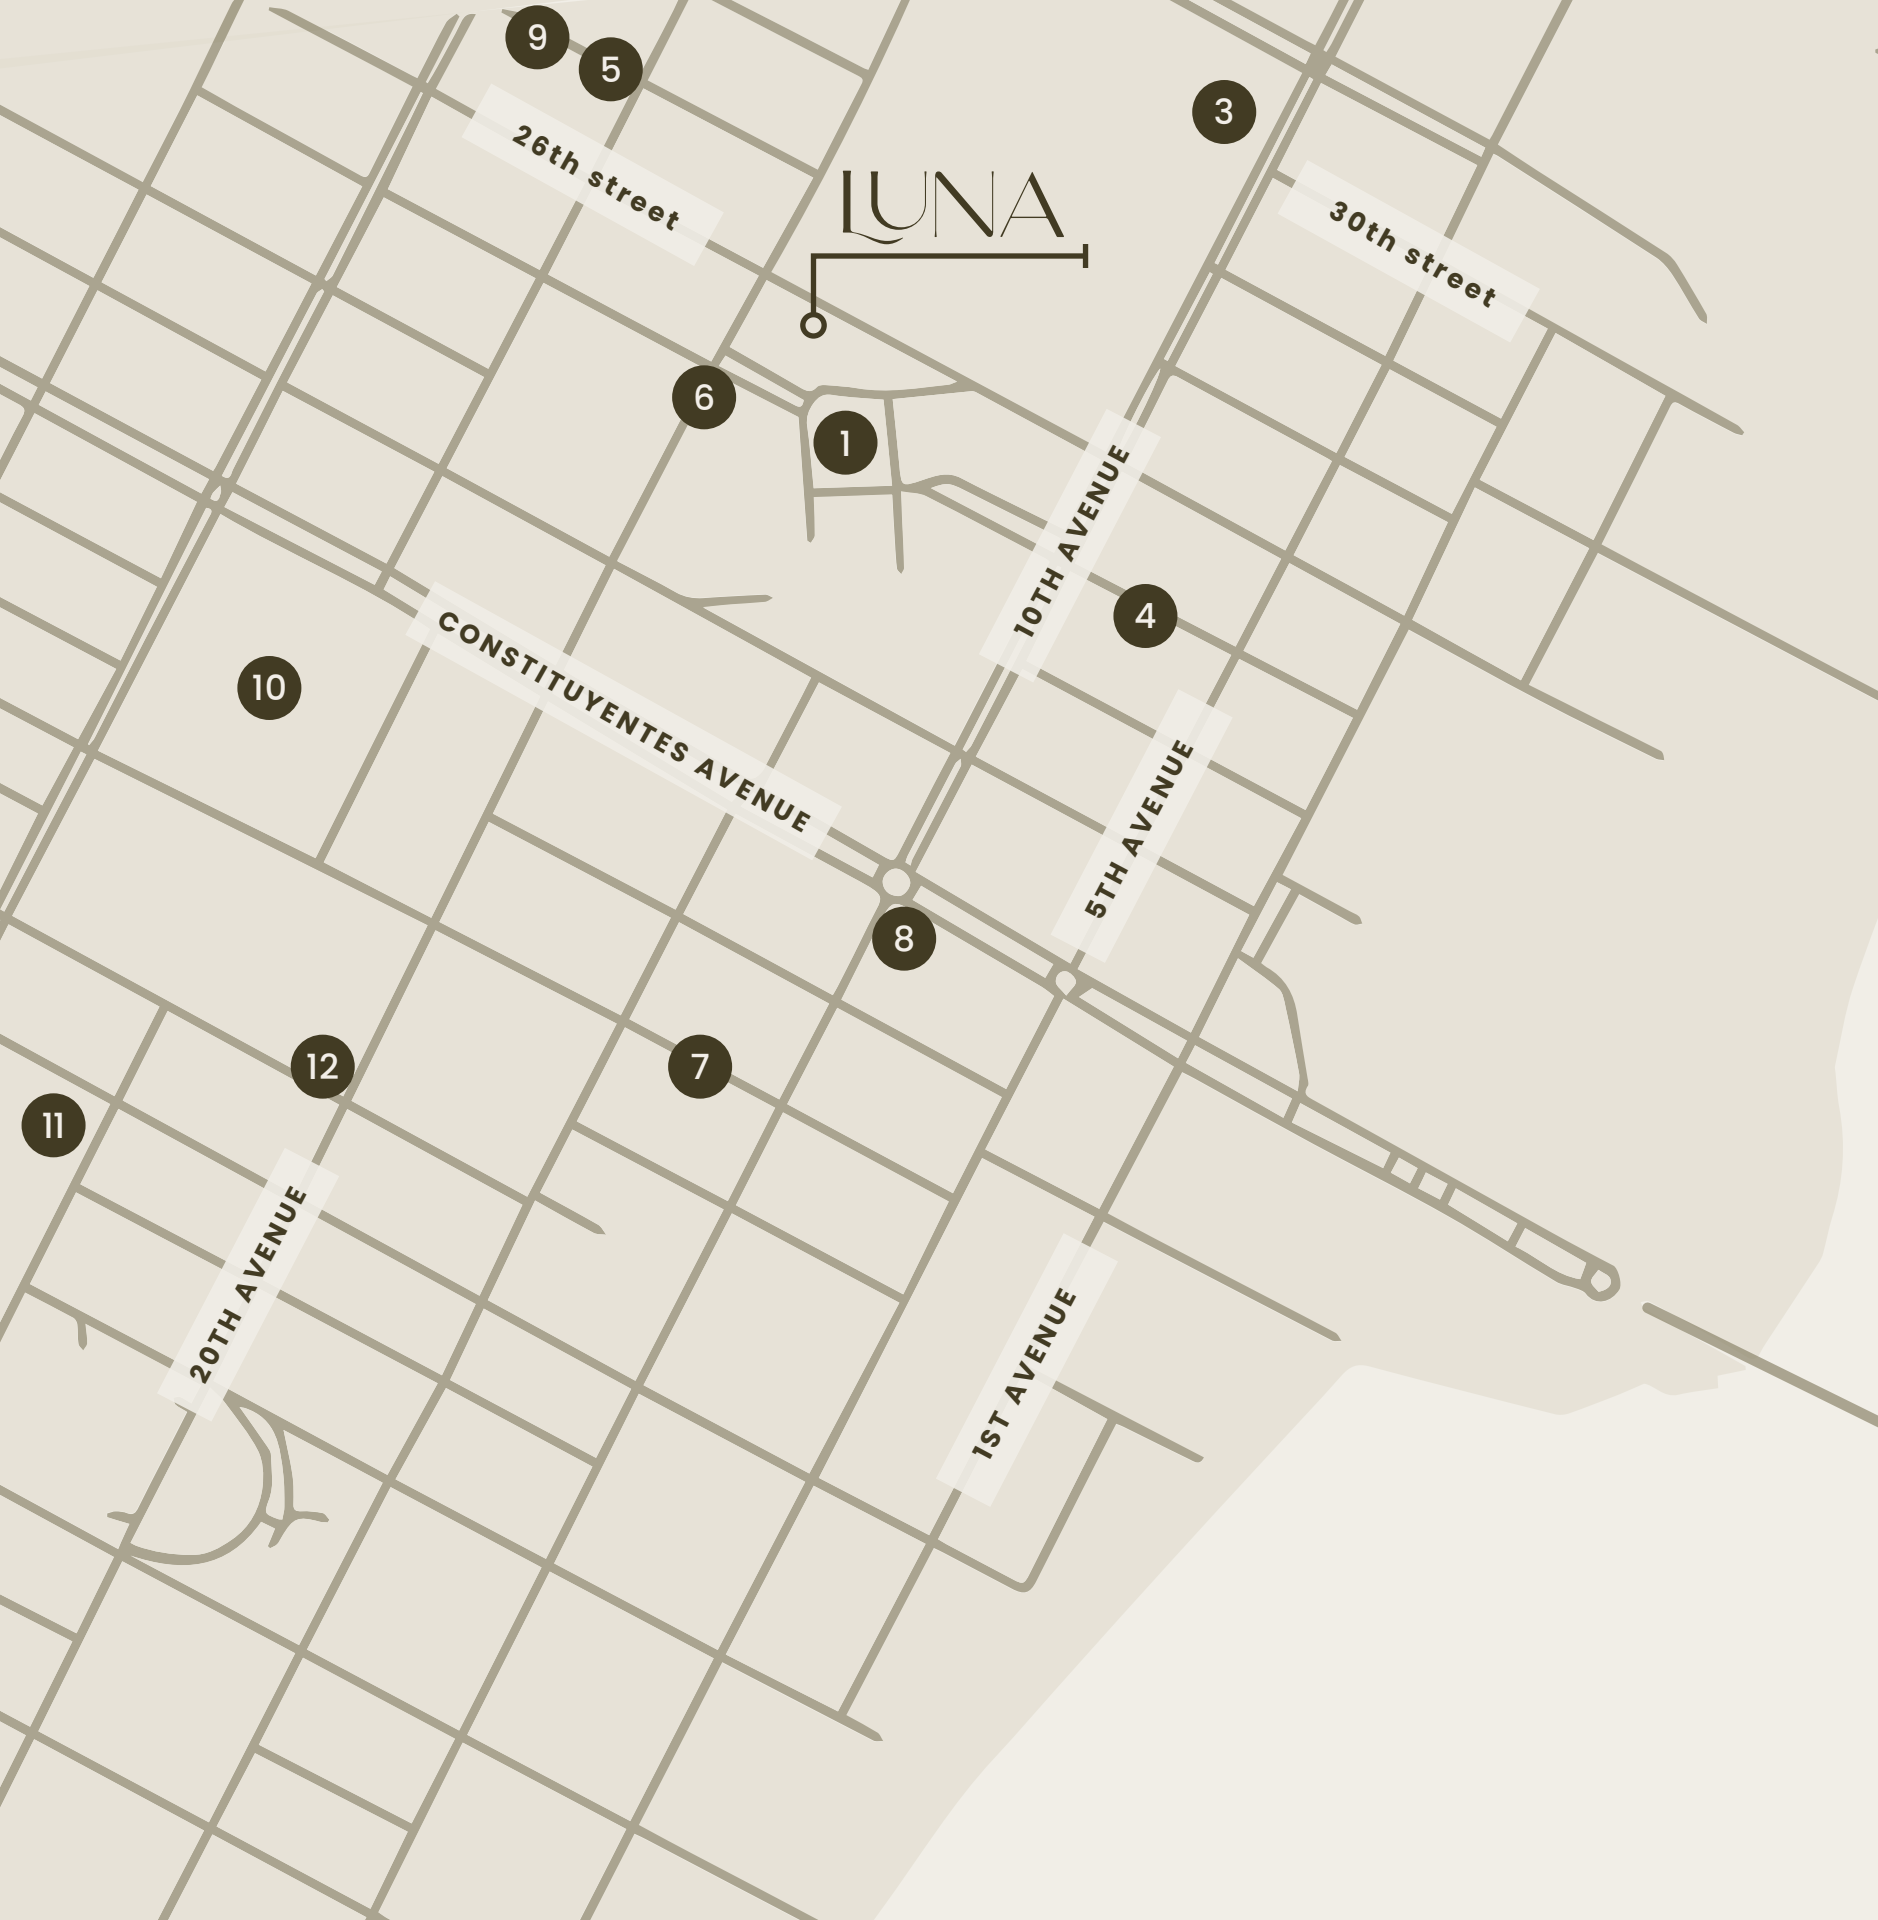 9
5
3
26th street
LUNA
30th street
6
1
10TH AVENUE
4
CONSTITUYENTES AVENUE
10
5TH AVENUE
8
12
7
11
20TH AVENUE
1ST AVENUE